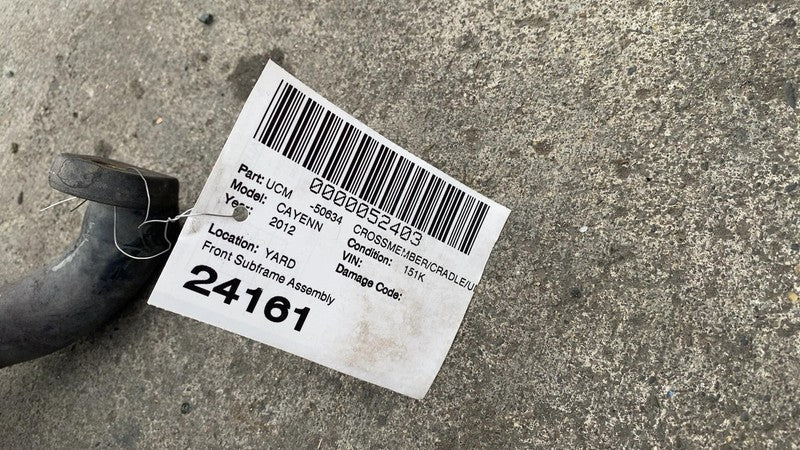 0000052403
Part: UCM -50634 CROSSMEMBER/CRADLE/U
Model: CAYENN Condition: 151K
Year: 2012 VIN:
Damage Code:
Location: YARD
Front Subframe Assembly
24161